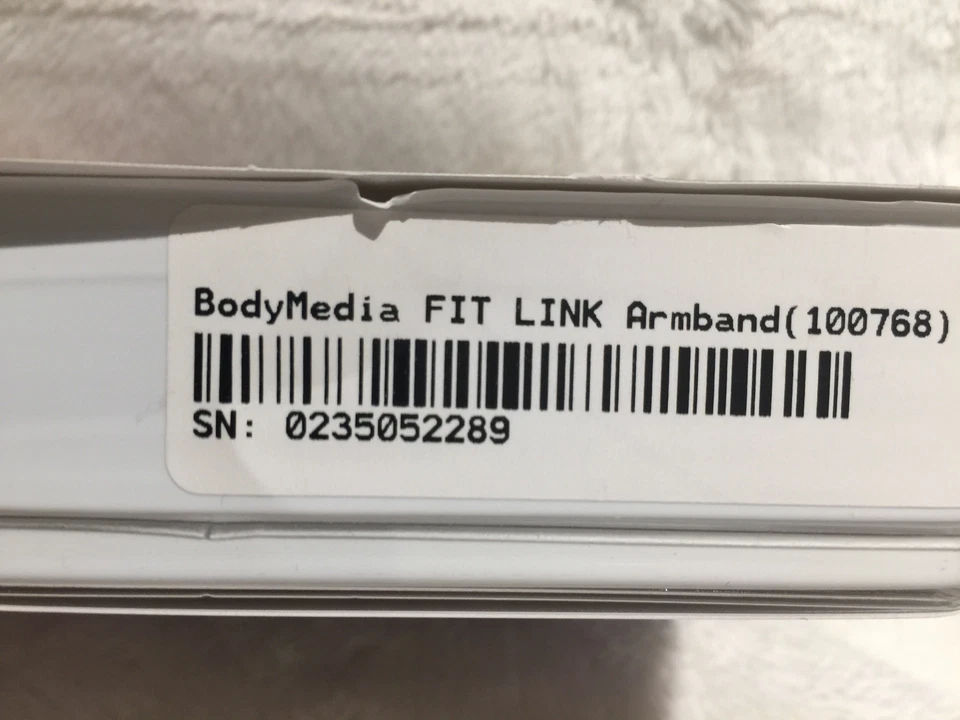 BodyMedia FIT LINK Armband(100768)
SN: 0235052289